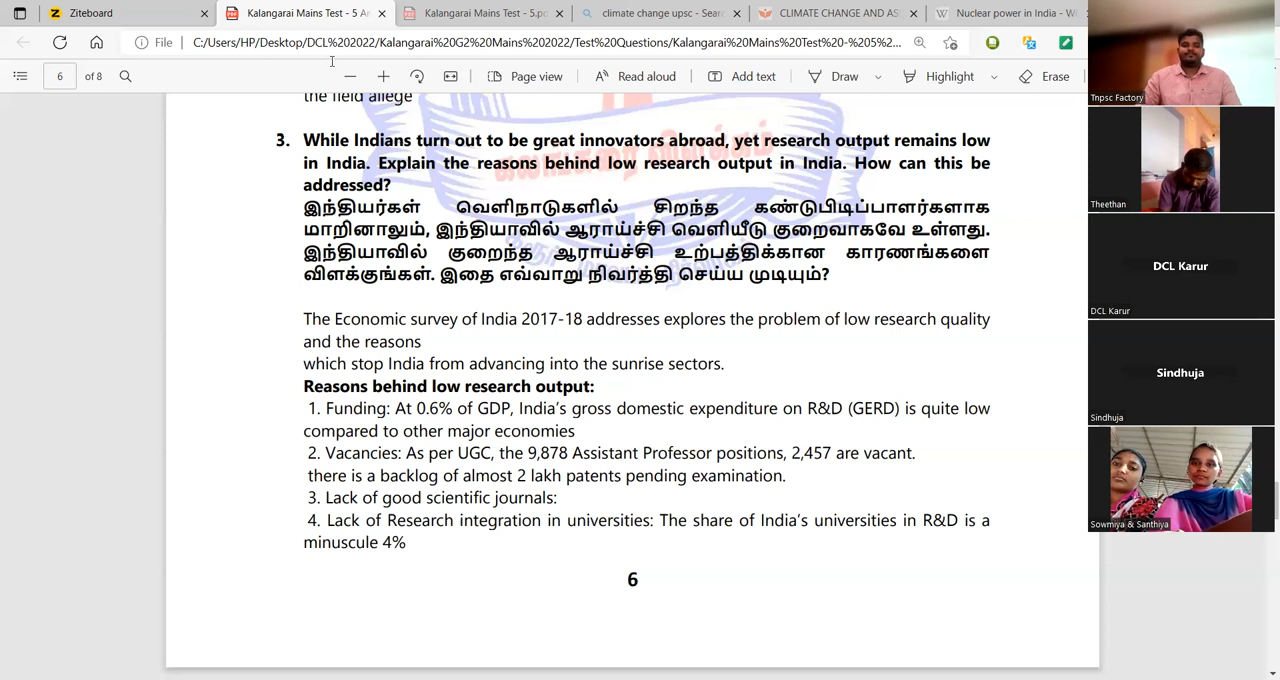 Ziteboard
Kalangarai Mains Test - 5 An
Kalangarai Mains Test - 5.pd
climate change upsc - Searc
CLIMATE CHANGE AND ASS
Nuclear power in India - Wi
File
C:/Users/HP/Desktop/DCL%202022/Kalangarai%20G2%20Mains%202022/Test%20Questions/Kalangarai%20Mains%20Test%20-%205%2...
6 of 8
Page view
Read aloud
Add text
Draw
Highlight
Erase
the field allege
3. While Indians turn out to be great innovators abroad, yet research output remains low
in India. Explain the reasons behind low research output in India. How can this be
addressed?
இந்தியர்கள் வெளிநாடுகளில் சிறந்த கண்டுபிடிப்பாளர்களாக
மாறினாலும், இந்தியாவில் ஆராய்ச்சி வெளியீடு குறைவாகவே உள்ளது.
இந்தியாவில் குறைந்த ஆராய்ச்சி உற்பத்திக்கான காரணங்களை
விளக்குங்கள். இதை எவ்வாறு நிவர்த்தி செய்ய முடியும்?
The Economic survey of India 2017-18 addresses explores the problem of low research quality
and the reasons
which stop India from advancing into the sunrise sectors.
Reasons behind low research output:
1. Funding: At 0.6% of GDP, India's gross domestic expenditure on R&D (GERD) is quite low
compared to other major economies
2. Vacancies: As per UGC, the 9,878 Assistant Professor positions, 2,457 are vacant.
there is a backlog of almost 2 lakh patents pending examination.
3. Lack of good scientific journals:
4. Lack of Research integration in universities: The share of India's universities in R&D is a
minuscule 4%
6
Tnpsc Factory
Theethan
DCL Karur
DCL Karur
Sindhuja
Sindhuja
Sowmiya & Santhiya